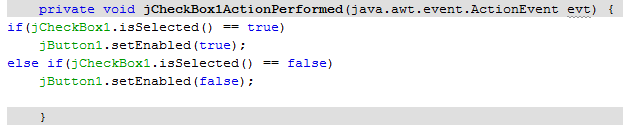 private void jCheckBox1ActionPerformed(java.awt.event.ActionEvent evt) {
if(jCheckBox1.isSelected() == true)
jButton1.setEnabled(true);
else if(jCheckBox1.isSelected() == false)
jButton1.setEnabled(false);
}